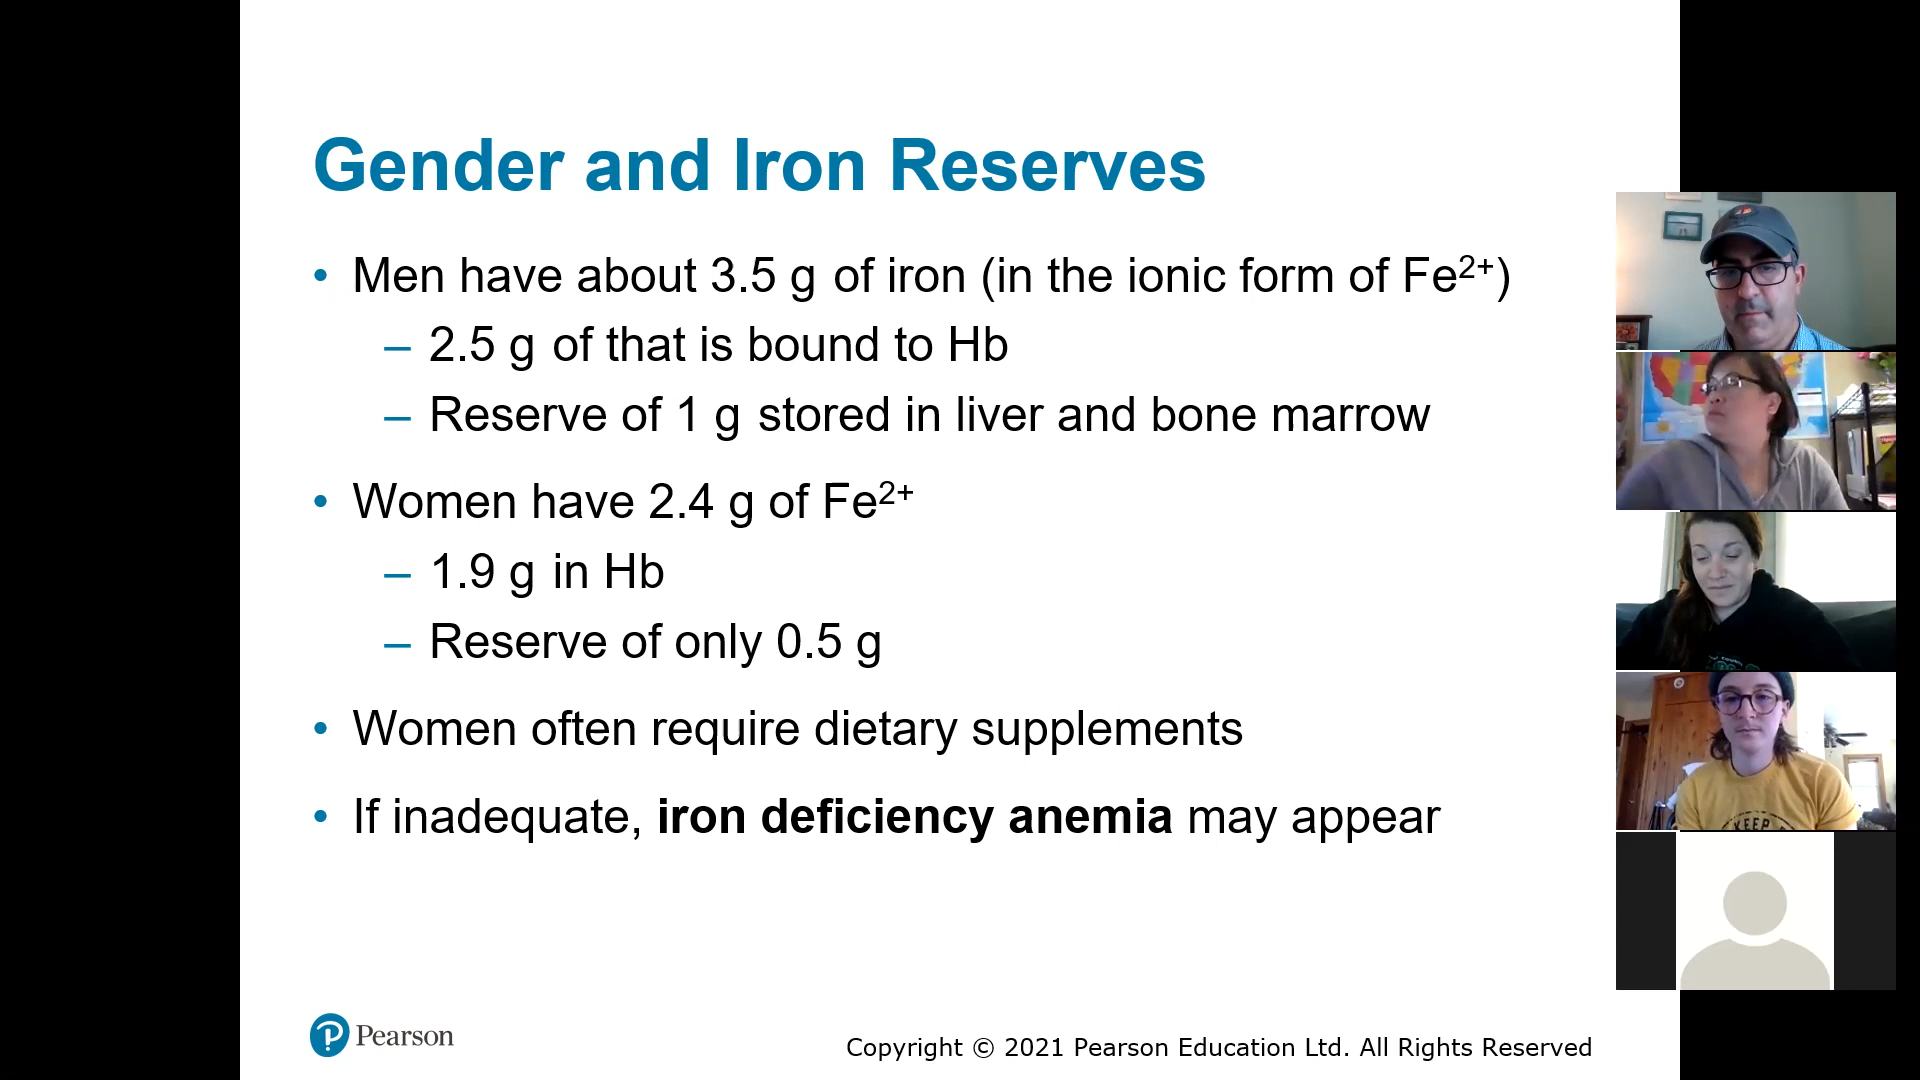 Gender and Iron Reserves
• Men have about 3.5 g of iron (in the ionic form of Fe²⁺)
– 2.5 g of that is bound to Hb
– Reserve of 1 g stored in liver and bone marrow
• Women have 2.4 g of Fe²⁺
– 1.9 g in Hb
– Reserve of only 0.5 g
• Women often require dietary supplements
• If inadequate, iron deficiency anemia may appear
Pearson
Copyright © 2021 Pearson Education Ltd. All Rights Reserved
KEEP